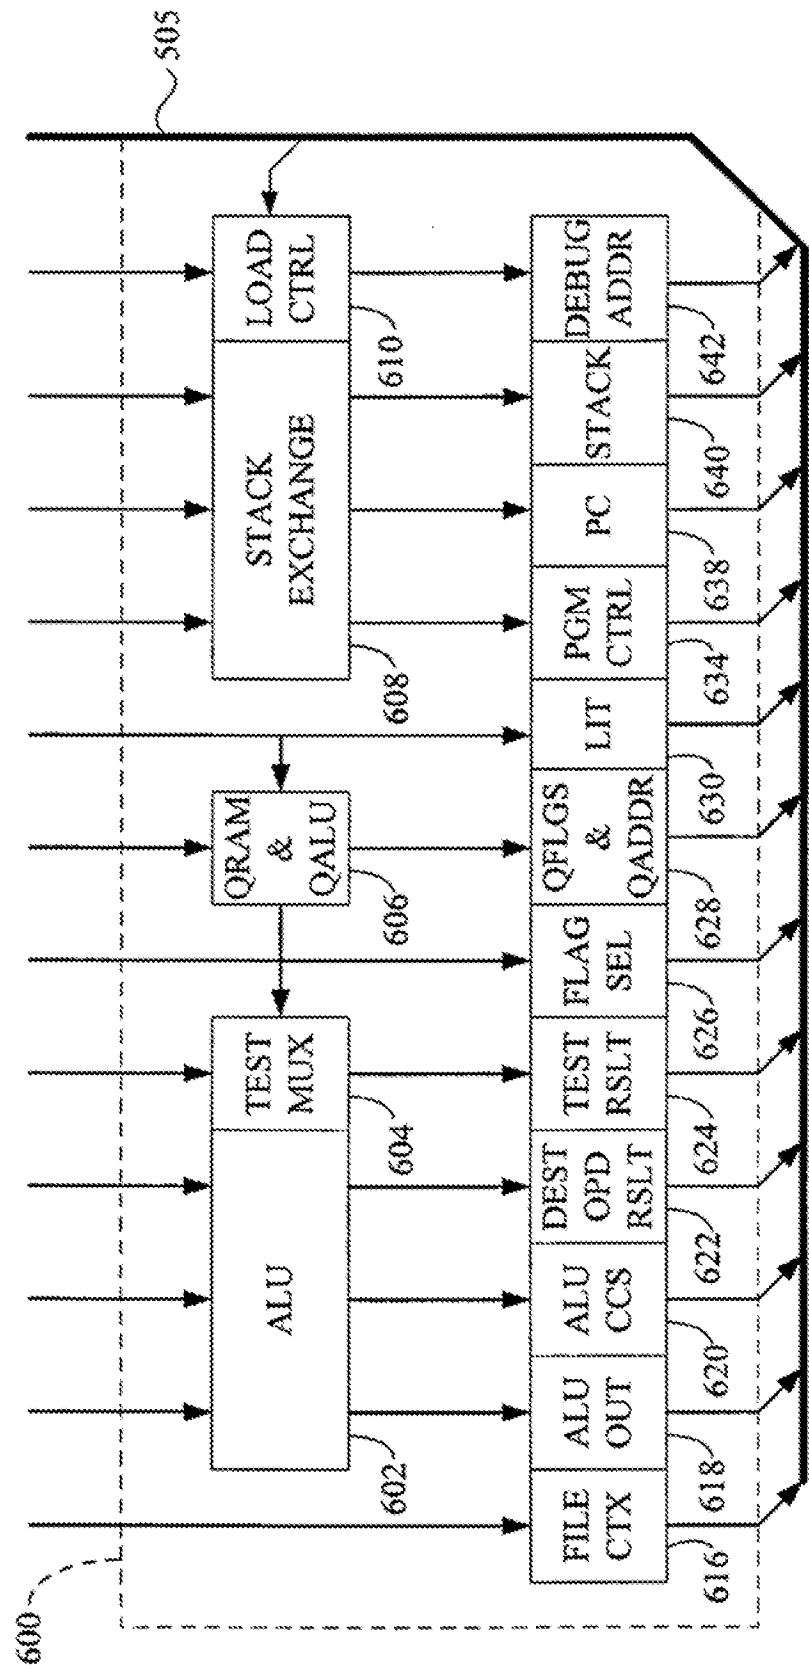 600
505
ALU
TEST
MUX
QRAM
&
QALU
STACK
EXCHANGE
LOAD
CTRL
602
604
606
608
610
FILE
CTX
ALU
OUT
ALU
CCS
DEST
OPD
RSLT
TEST
RSLT
FLAG
SEL
QFLGS
&
QADDR
LIT
PGM
CTRL
PC
STACK
DEBUG
ADDR
616
618
620
622
624
626
628
630
634
638
640
642